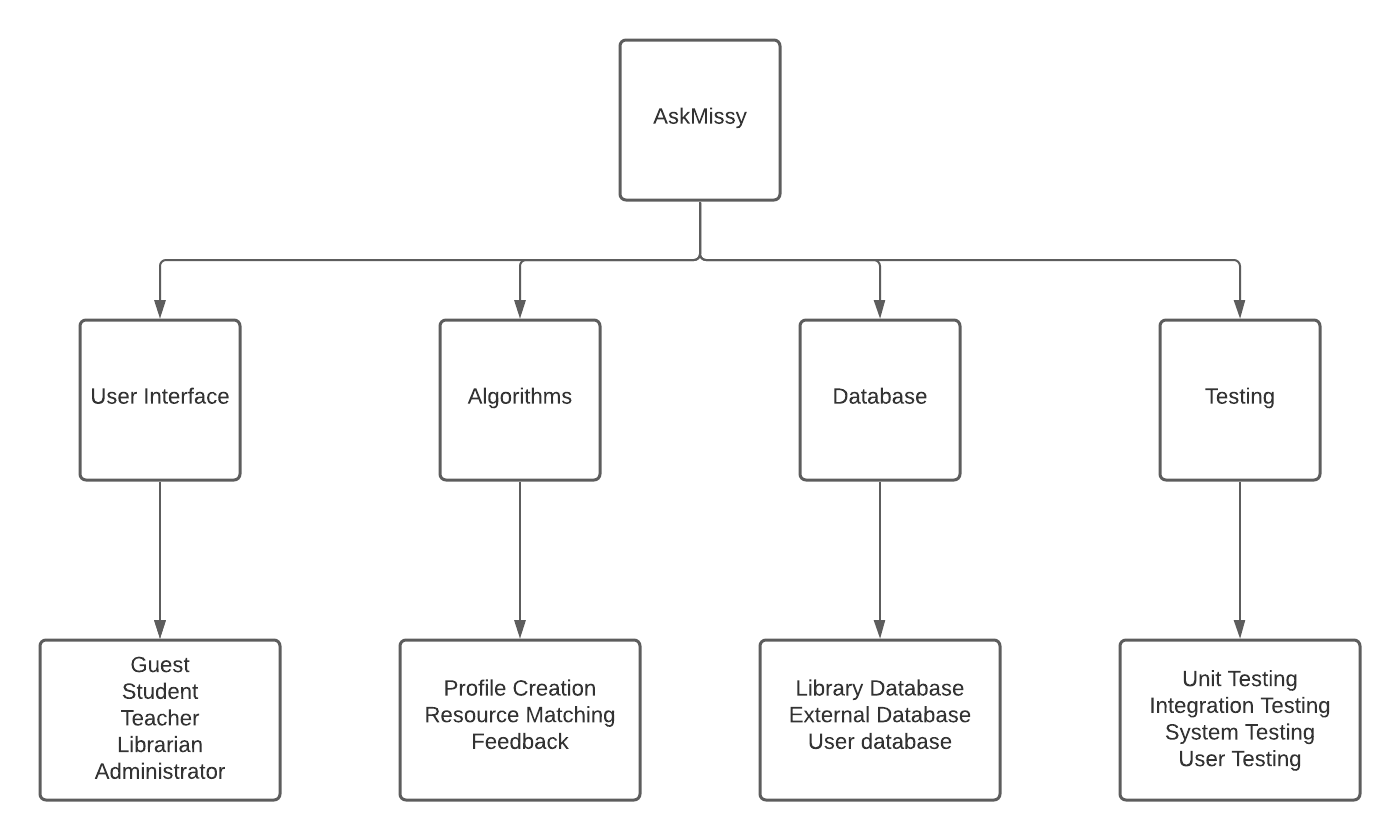 AskMissy
User Interface
Algorithms
Database
Testing
Guest
Student
Teacher
Librarian
Administrator
Profile Creation
Resource Matching
Feedback
Library Database
External Database
User database
Unit Testing
Integration Testing
System Testing
User Testing